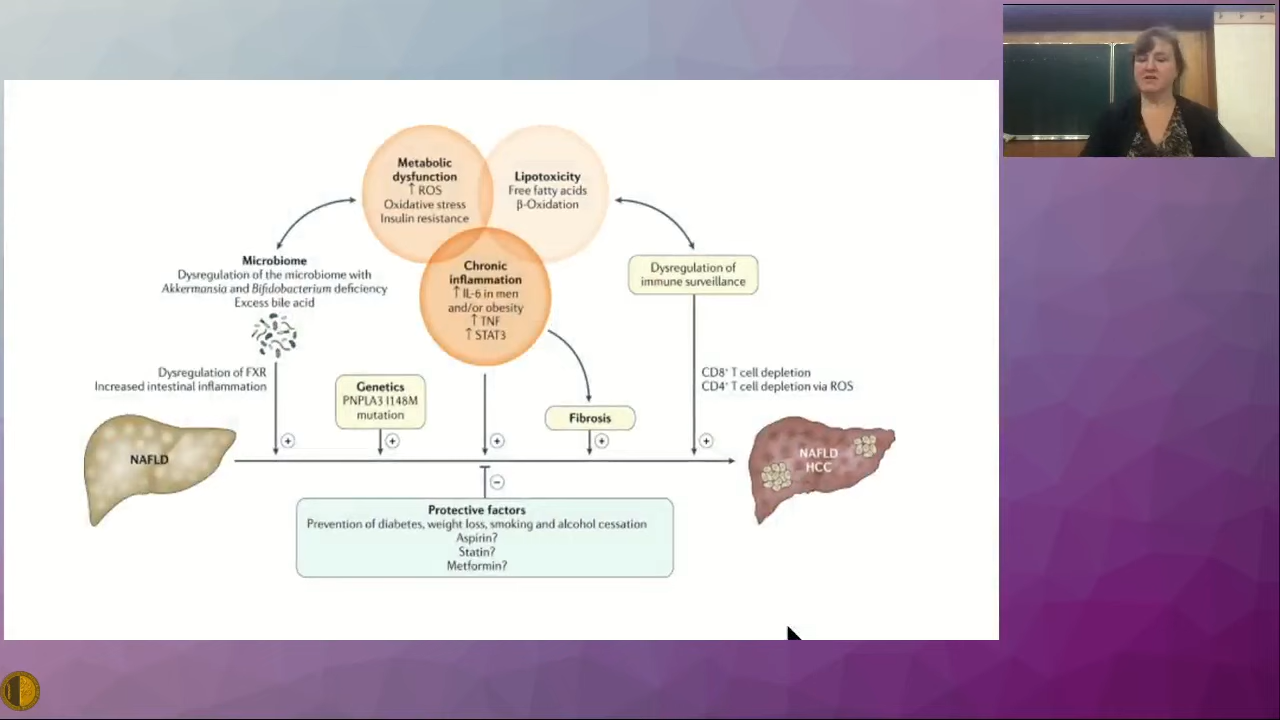 Metabolic
dysfunction
↑ ROS
Oxidative stress
Insulin resistance
Lipotoxicity
Free fatty acids
β-Oxidation
Chronic
inflammation
↑ IL-6 in men
and/or obesity
↑ TNF
↑ STAT3
Microbiome
Dysregulation of the microbiome with
Akkermansia and Bifidobacterium deficiency
Excess bile acid
Dysregulation of
immune surveillance
Dysregulation of FXR
Increased intestinal inflammation
Genetics
PNPLA3 I148M
mutation
Fibrosis
CD8⁺ T cell depletion
CD4⁺ T cell depletion via ROS
+
+
+
+
+
NAFLD
NAFLD
HCC
−
Protective factors
Prevention of diabetes, weight loss, smoking and alcohol cessation
Aspirin?
Statin?
Metformin?